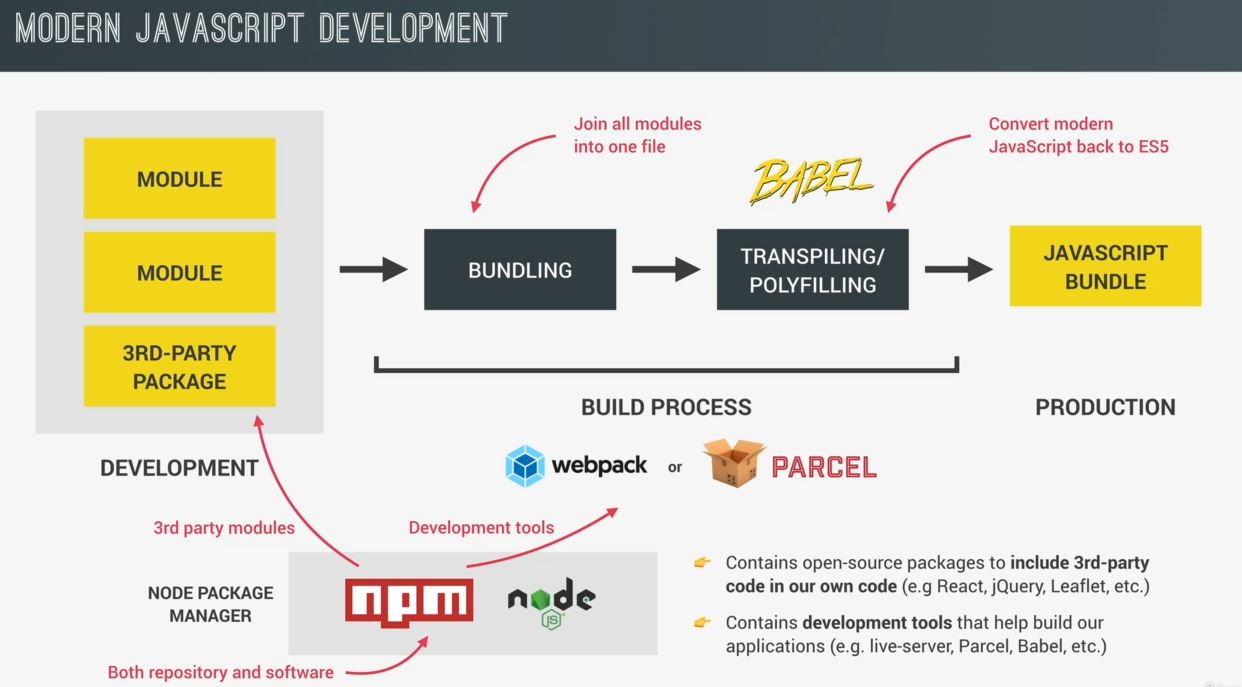 MODERN JAVASCRIPT DEVELOPMENT
Join all modules
into one file
Convert modern
JavaScript back to ES5
BABEL
MODULE
MODULE
3RD-PARTY
PACKAGE
BUNDLING
TRANSPILING/
POLYFILLING
JAVASCRIPT
BUNDLE
DEVELOPMENT
BUILD PROCESS
PRODUCTION
webpack or PARCEL
3rd party modules
Development tools
NODE PACKAGE
MANAGER
npm
node
JS
Both repository and software
Contains open-source packages to include 3rd-party
code in our own code (e.g React, jQuery, Leaflet, etc.)
Contains development tools that help build our
applications (e.g. live-server, Parcel, Babel, etc.)